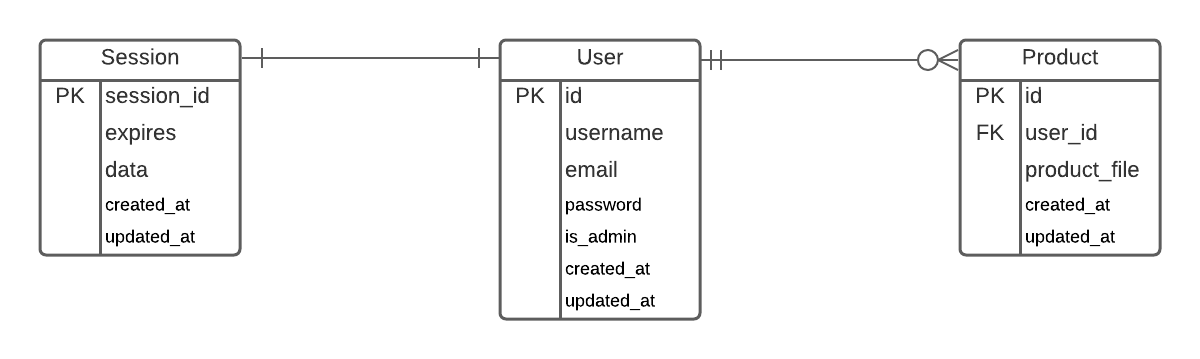 Session
PK session_id
expires
data
created_at
updated_at
User
PK id
username
email
password
is_admin
created_at
updated_at
Product
PK id
FK user_id
product_file
created_at
updated_at